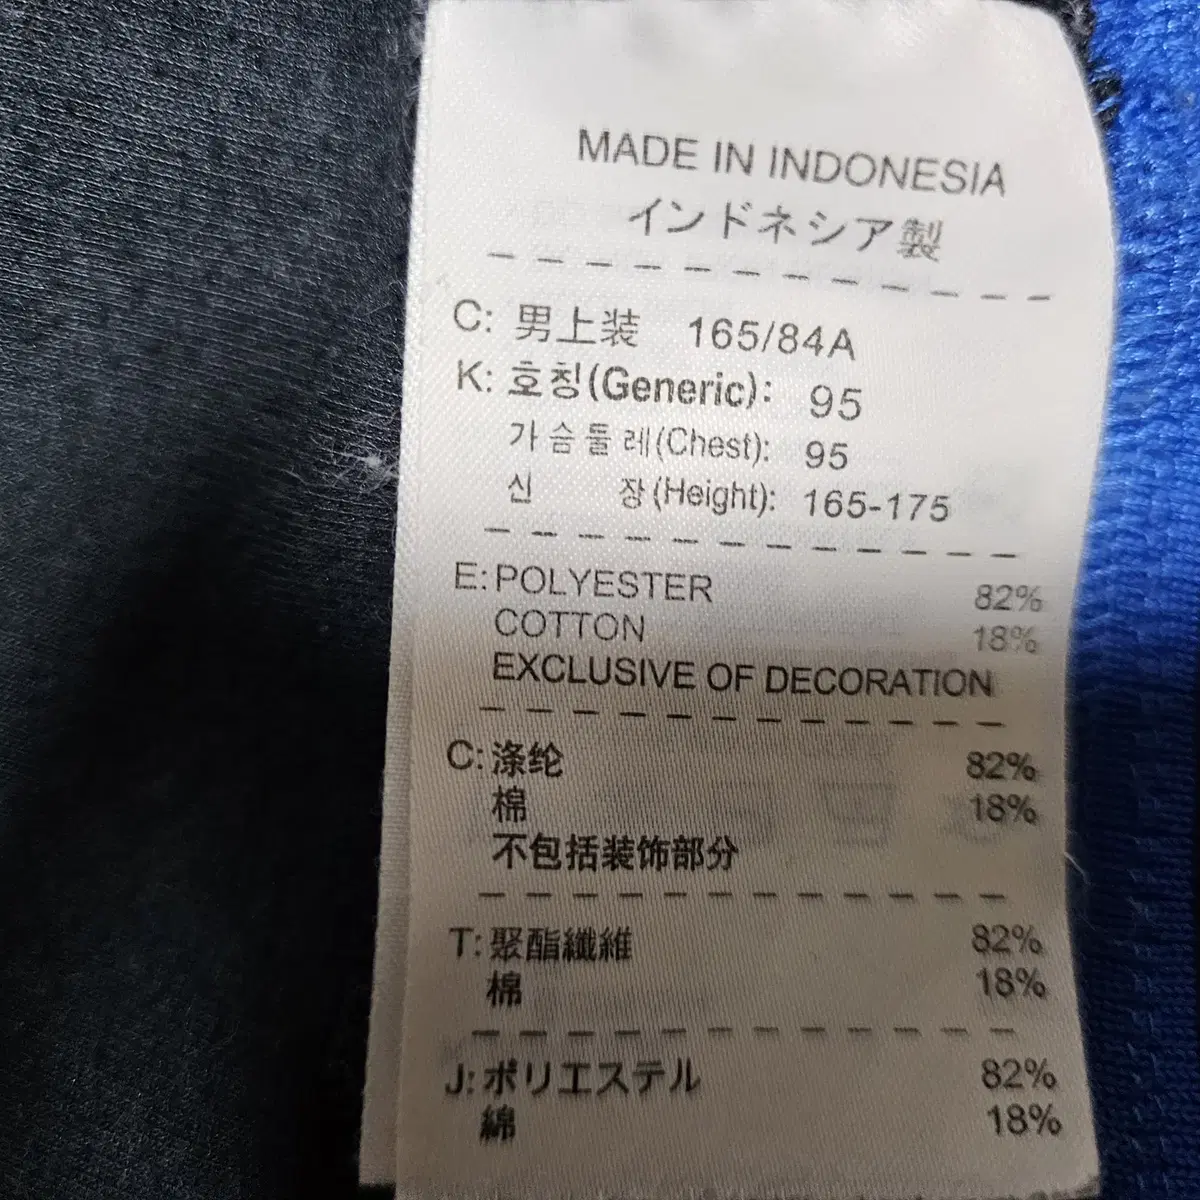 MADE IN INDONESIA
インドネシア製
C: 男上装 165/84A
K: 호칭(Generic): 95
가슴둘레(Chest): 95
신 장(Height): 165-175
E: POLYESTER 82%
COTTON 18%
EXCLUSIVE OF DECORATION
C: 涤纶 82%
棉 18%
不包括装饰部分
T: 聚酯纖維 82%
棉 18%
J: ポリエステル 82%
綿 18%